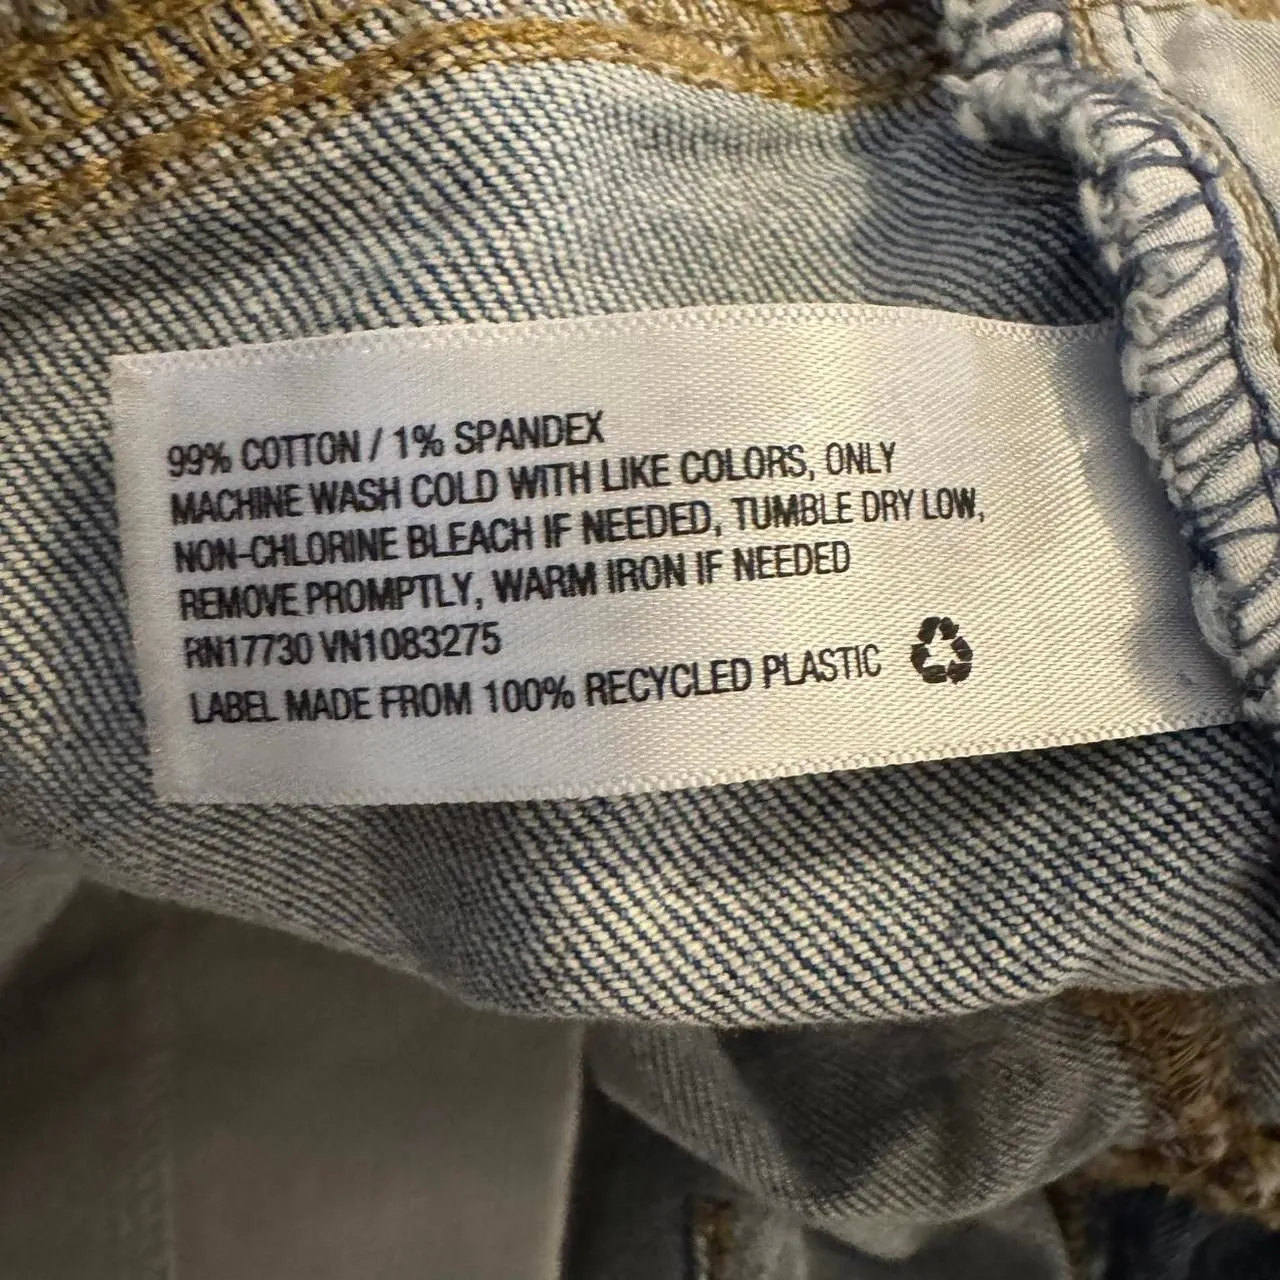 99% COTTON / 1% SPANDEX
MACHINE WASH COLD WITH LIKE COLORS, ONLY
NON-CHLORINE BLEACH IF NEEDED, TUMBLE DRY LOW,
REMOVE PROMPTLY, WARM IRON IF NEEDED
RN17730 VN1083275
LABEL MADE FROM 100% RECYCLED PLASTIC